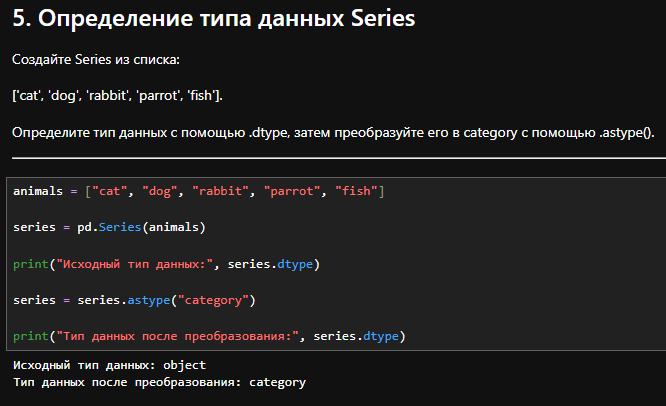 5. Определение типа данных Series
Создайте Series из списка:
['cat', 'dog', 'rabbit', 'parrot', 'fish'].
Определите тип данных с помощью .dtype, затем преобразуйте его в category с помощью .astype().
animals = ["cat", "dog", "rabbit", "parrot", "fish"]
series = pd.Series(animals)
print("Исходный тип данных:", series.dtype)
series = series.astype("category")
print("Тип данных после преобразования:", series.dtype)
Исходный тип данных: object
Тип данных после преобразования: category